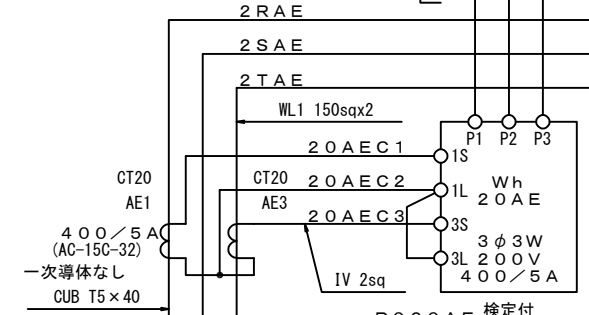 2RAE
2SAE
2TAE
WL1 150sqx2
P1 P2 P3
20AEC1
1S
CT20
CT20
20AEC2
1L
Wh
20AE
AE1
AE3
20AEC3
3S
400/5A
(AC-15C-32)
3φ3W
200V
400/5A
3L
一次導体なし
IV 2sq
CUB T5×40
検定付